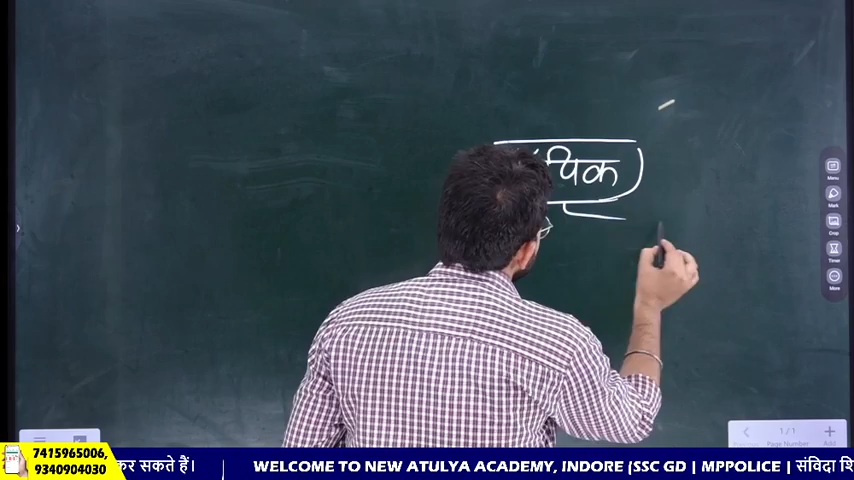 Menu
Mark
Crop
Timer
More
1/1
Page Number
Add
7415965006,
9340904030
कर सकते हैं।
WELCOME TO NEW ATULYA ACADEMY, INDORE (SSC GD | MPPOLICE | संविदा